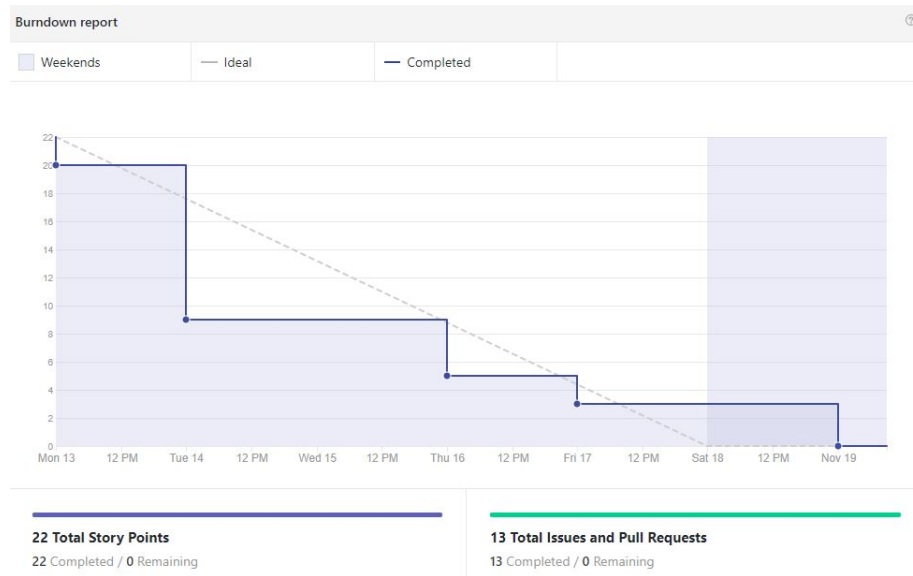 Burndown report
Weekends
Ideal
Completed
22
20
18
16
14
12
10
8
6
4
2
0
Mon 13 12 PM Tue 14 12 PM Wed 15 12 PM Thu 16 12 PM Fri 17 12 PM Sat 18 12 PM Nov 19
22 Total Story Points
22 Completed / 0 Remaining
13 Total Issues and Pull Requests
13 Completed / 0 Remaining